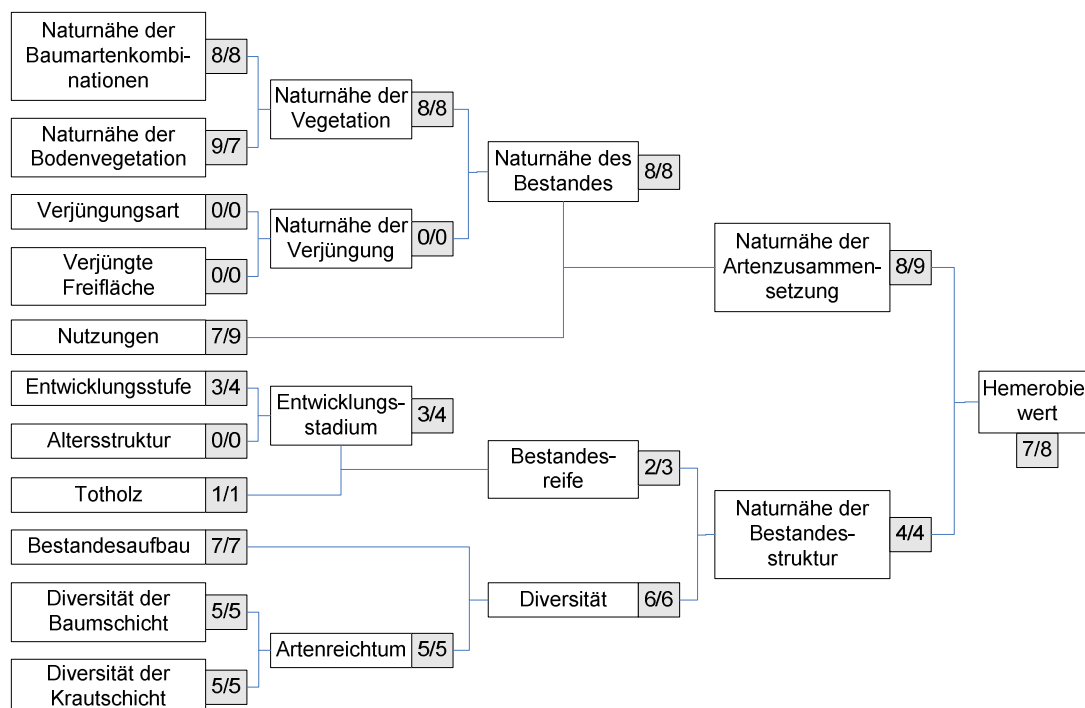 Naturnähe der
Baumartenkombi-
nationen
8/8
Naturnähe der
Bodenvegetation
9/7
Verjüngungsart
0/0
Verjüngte
Freifläche
0/0
Nutzungen
7/9
Entwicklungsstufe
3/4
Altersstruktur
0/0
Totholz
1/1
Bestandesaufbau
7/7
Diversität der
Baumschicht
5/5
Diversität der
Krautschicht
5/5
Naturnähe der
Vegetation
8/8
Naturnähe der
Verjüngung
0/0
Entwicklungs-
stadium
3/4
Artenreichtum
5/5
Naturnähe des
Bestandes
8/8
Bestandes-
reife
2/3
Diversität
6/6
Naturnähe der
Artenzusammen-
setzung
8/9
Naturnähe der
Bestandes-
struktur
4/4
Hemerobie
wert
7/8